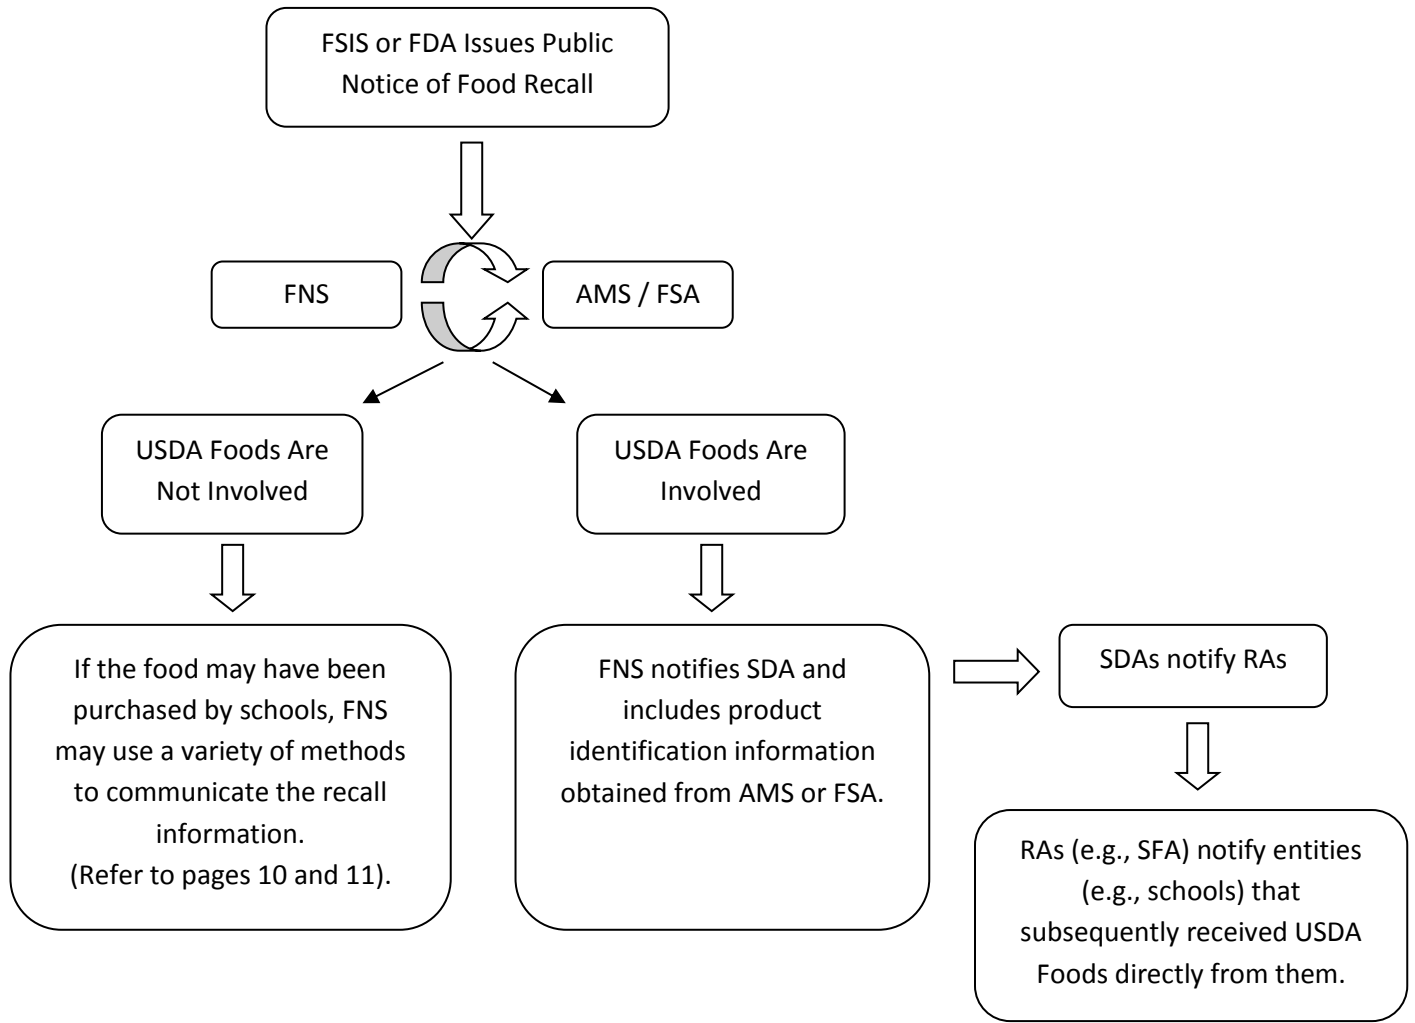 FSIS or FDA Issues Public
Notice of Food Recall
FNS
AMS / FSA
USDA Foods Are
Not Involved
USDA Foods Are
Involved
If the food may have been
purchased by schools, FNS
may use a variety of methods
to communicate the recall
information.
(Refer to pages 10 and 11).
FNS notifies SDA and
includes product
identification information
obtained from AMS or FSA.
SDAs notify RAs
RAs (e.g., SFA) notify entities
(e.g., schools) that
subsequently received USDA
Foods directly from them.